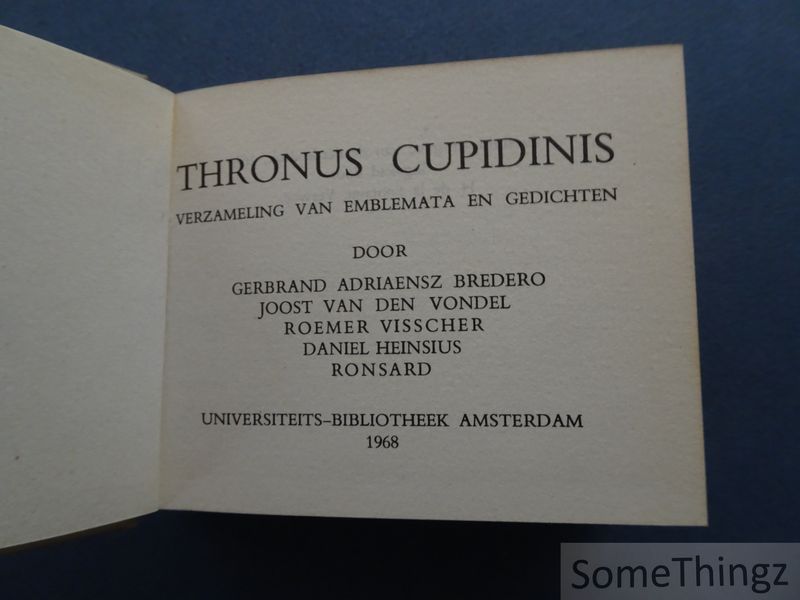 THRONUS CUPIDINIS
VERZAMELING VAN EMBLEMATA EN GEDICHTEN
DOOR
GERBRAND ADRIAENSZ BREDERO
JOOST VAN DEN VONDEL
ROEMER VISSCHER
DANIEL HEINSIUS
RONSARD
UNIVERSITEITS–BIBLIOTHEEK AMSTERDAM
1968
SomeThingz